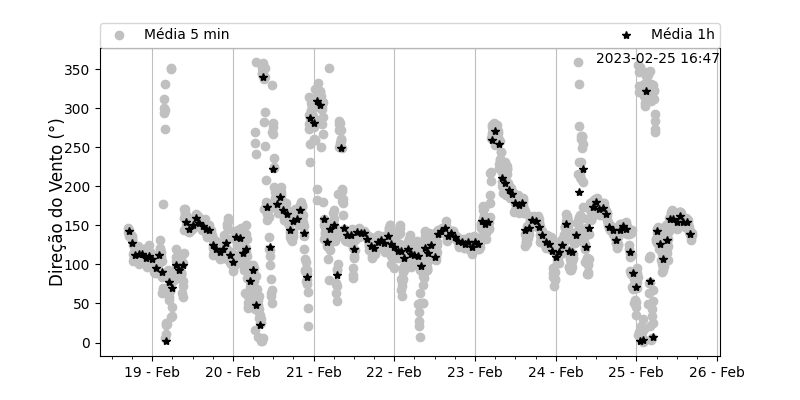 Média 5 min
Média 1h
2023-02-25 16:47
Direção do Vento (°)
350
300
250
200
150
100
50
0
19 - Feb
20 - Feb
21 - Feb
22 - Feb
23 - Feb
24 - Feb
25 - Feb
26 - Feb